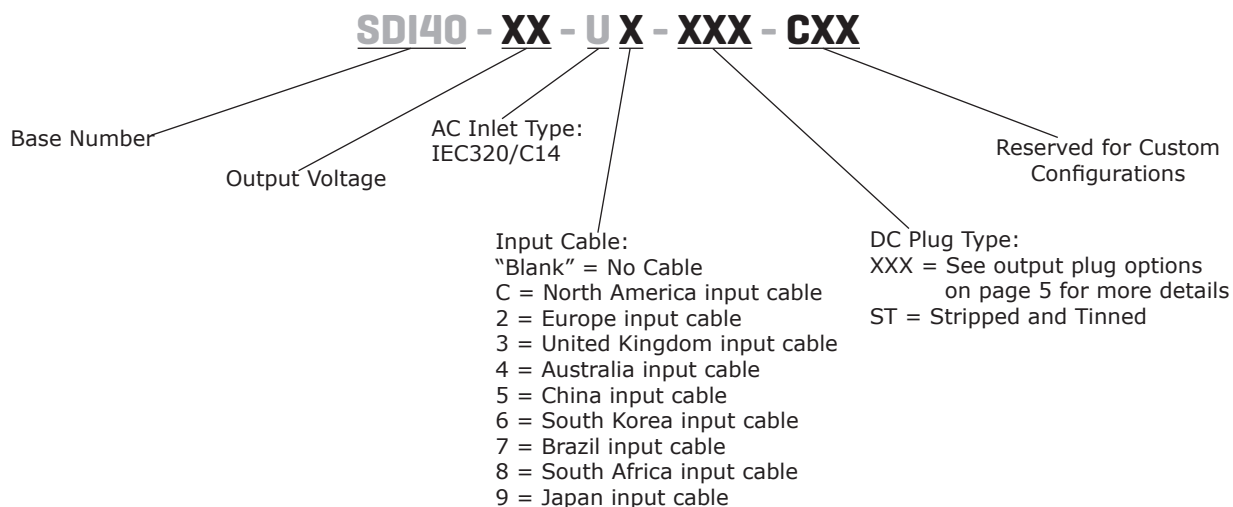 SDI40 - XX - U X - XXX - CXX
Base Number
Output Voltage
AC Inlet Type:
IEC320/C14
Input Cable:
“Blank” = No Cable
C = North America input cable
2 = Europe input cable
3 = United Kingdom input cable
4 = Australia input cable
5 = China input cable
6 = South Korea input cable
7 = Brazil input cable
8 = South Africa input cable
9 = Japan input cable
DC Plug Type:
XXX = See output plug options
on page 5 for more details
ST = Stripped and Tinned
Reserved for Custom
Configurations